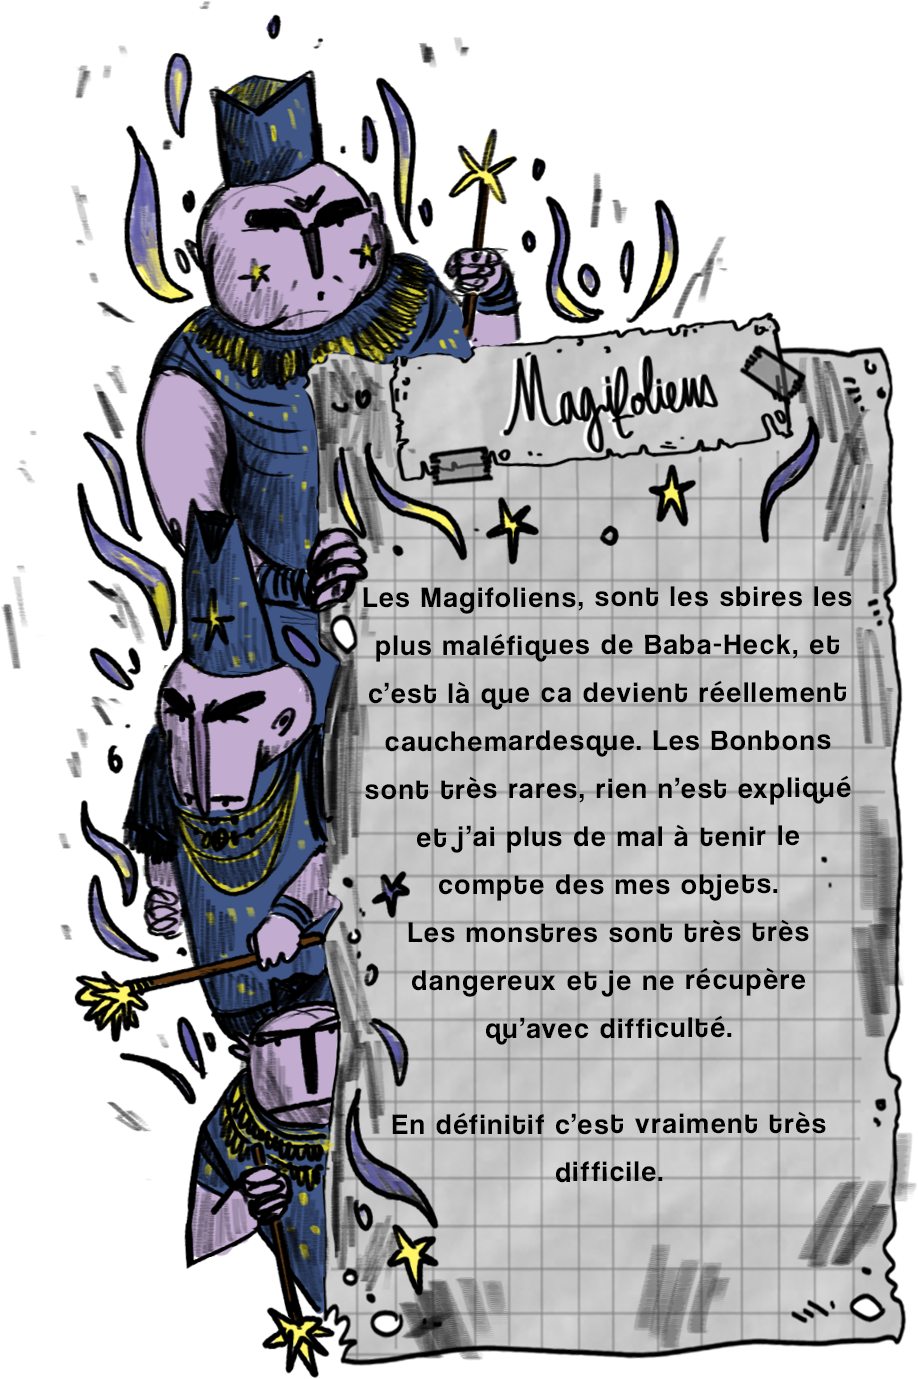 Magifoliens
Les Magifoliens, sont les sbires les
plus maléfiques de Baba-Heck, et
c'est là que ca devient réellement
cauchemardesque. Les Bonbons
sont très rares, rien n'est expliqué
et j'ai plus de mal à tenir le
compte des mes objets.
Les monstres sont très très
dangereux et je ne récupère
qu'avec difficulté.
En définitif c'est vraiment très
difficile.